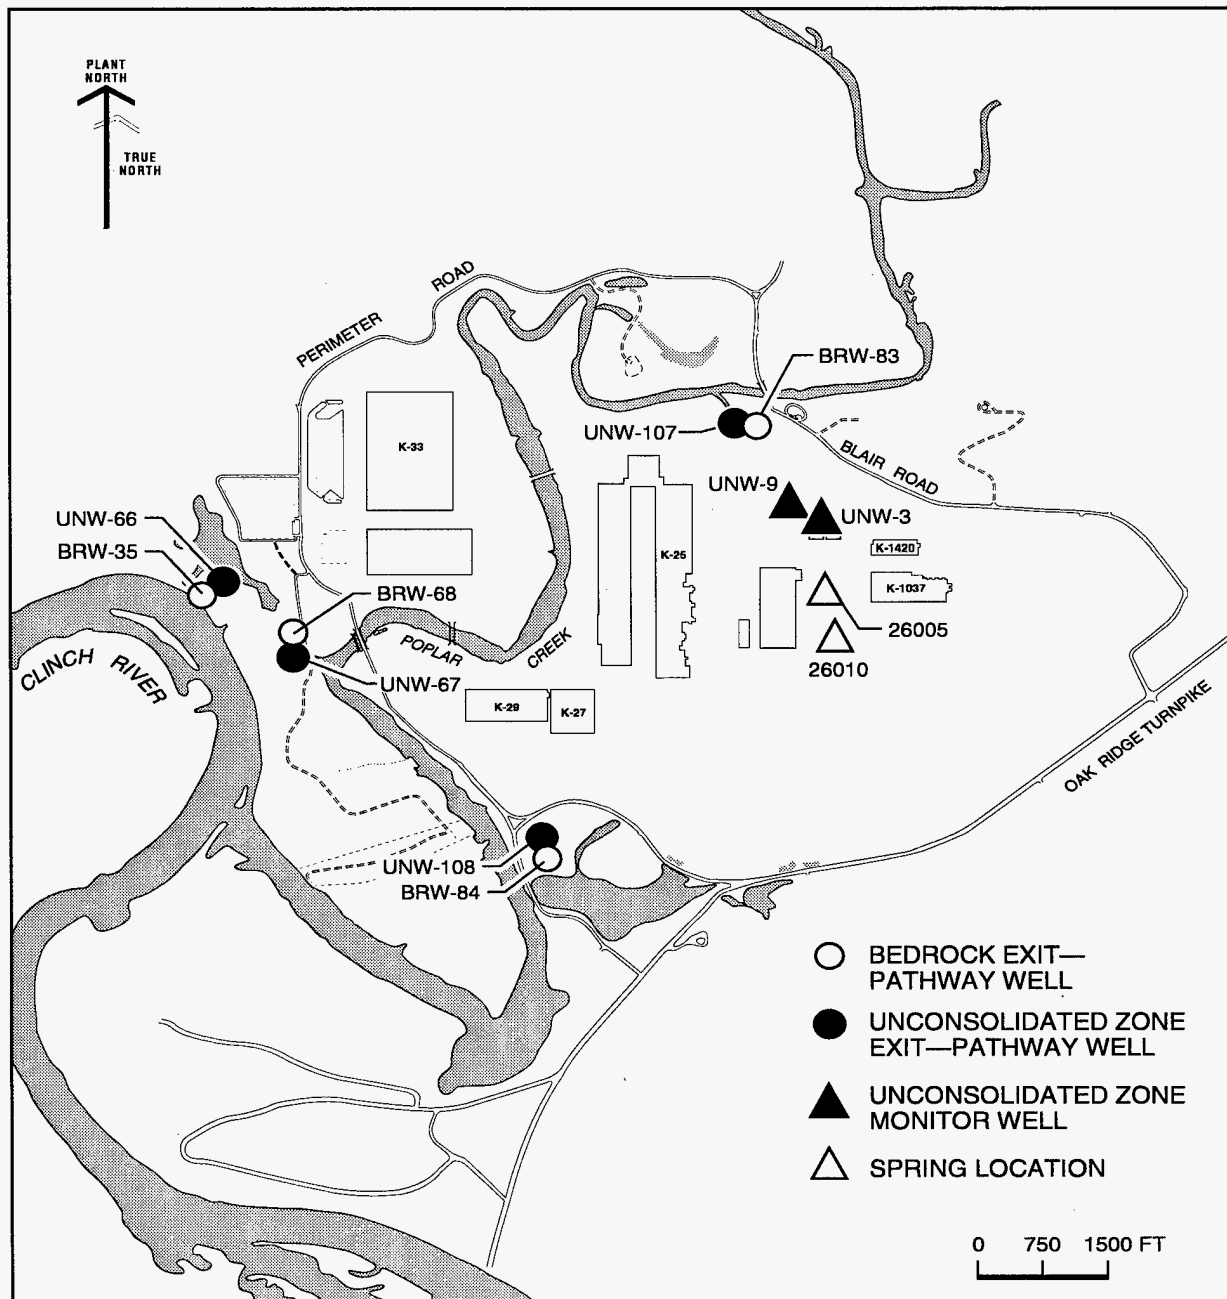 PLANT
NORTH
TRUE
NORTH
PERIMETER ROAD
BRW-83
UNW-107
BLAIR ROAD
K-33
UNW-9
UNW-3
UNW-66
BRW-35
K-25
K-1420
K-1037
BRW-68
26005
POPLAR CREEK
26010
CLINCH RIVER
UNW-67
K-29
K-27
OAK RIDGE TURNPIKE
UNW-108
BRW-84
BEDROCK EXIT—
PATHWAY WELL
UNCONSOLIDATED ZONE
EXIT—PATHWAY WELL
UNCONSOLIDATED ZONE
MONITOR WELL
SPRING LOCATION
0 750 1500 FT